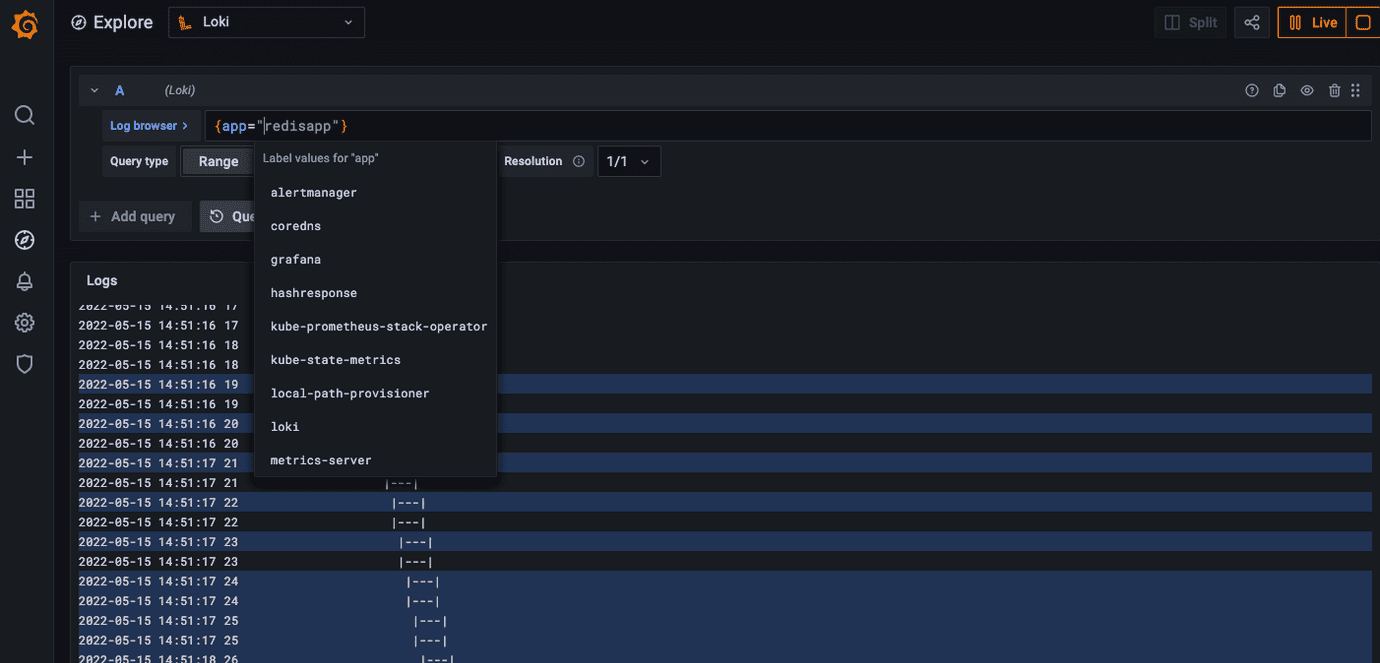 Explore Loki Split Live
A (Loki)
Log browser > {app="redisapp"}
Query type Range Resolution 1/1
Label values for "app"
alertmanager
coredns
grafana
hashresponse
kube-prometheus-stack-operator
kube-state-metrics
local-path-provisioner
loki
metrics-server
+ Add query Que
Logs
2022-05-15 14:51:16 17
2022-05-15 14:51:16 17
2022-05-15 14:51:16 18
2022-05-15 14:51:16 18
2022-05-15 14:51:16 19
2022-05-15 14:51:16 19
2022-05-15 14:51:16 20
2022-05-15 14:51:16 20
2022-05-15 14:51:17 21
2022-05-15 14:51:17 21 |---|
2022-05-15 14:51:17 22 |---|
2022-05-15 14:51:17 22 |---|
2022-05-15 14:51:17 23 |---|
2022-05-15 14:51:17 23 |---|
2022-05-15 14:51:17 24 |---|
2022-05-15 14:51:17 24 |---|
2022-05-15 14:51:17 25 |---|
2022-05-15 14:51:17 25 |---|
2022-05-15 14:51:18 26 |---|